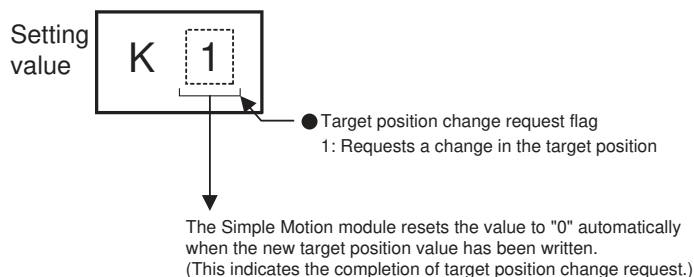 Setting
value
K 1
Target position change request flag
1: Requests a change in the target position
The Simple Motion module resets the value to "0" automatically
when the new target position value has been written.
(This indicates the completion of target position change request.)